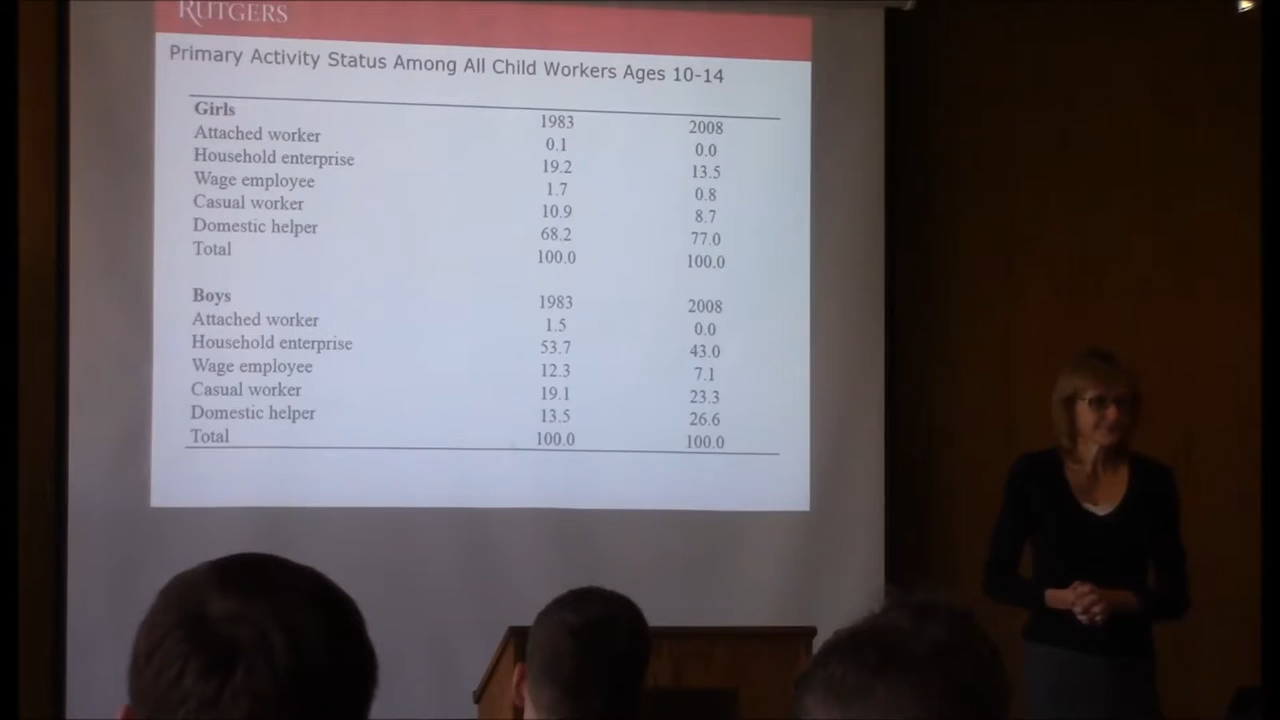 RUTGERS
Primary Activity Status Among All Child Workers Ages 10-14
Girls 1983 2008
Attached worker 0.1 0.0
Household enterprise 19.2 13.5
Wage employee 1.7 0.8
Casual worker 10.9 8.7
Domestic helper 68.2 77.0
Total 100.0 100.0
Boys 1983 2008
Attached worker 1.5 0.0
Household enterprise 53.7 43.0
Wage employee 12.3 7.1
Casual worker 19.1 23.3
Domestic helper 13.5 26.6
Total 100.0 100.0